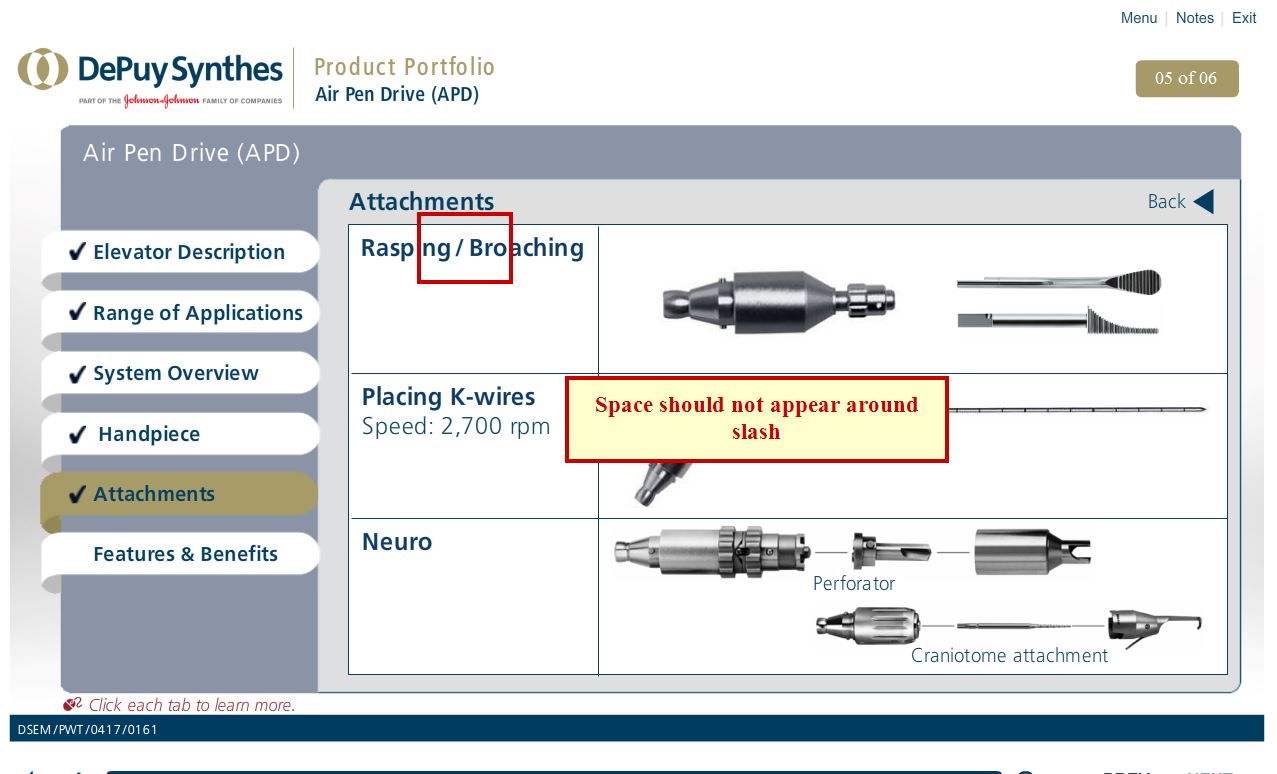 Menu | Notes | Exit
DePuy Synthes
PART OF THE Johnson & Johnson FAMILY OF COMPANIES
Product Portfolio
Air Pen Drive (APD)
05 of 06
Air Pen Drive (APD)
Attachments
Back
Elevator Description
Range of Applications
System Overview
Handpiece
Attachments
Features & Benefits
Rasping / Broaching
Placing K-wires
Speed: 2,700 rpm
Space should not appear around
slash
Neuro
Perforator
Craniotome attachment
Click each tab to learn more.
DSEM/PWT/0417/0161